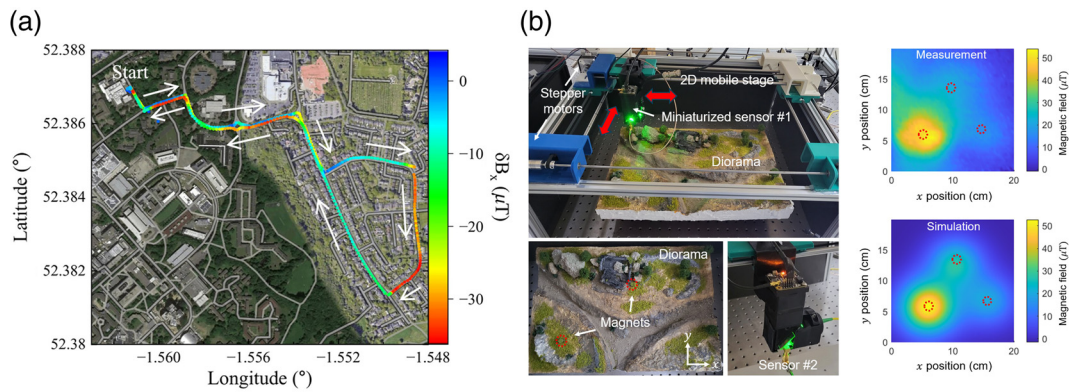 (a)
52.388
52.386
52.384
52.382
52.38
Latitude (°)
Start
−1.560
−1.556
−1.552
−1.548
Longitude (°)
0
−10
−20
−30
δBₓ (μT)
(b)
Stepper
motors
2D mobile stage
Miniaturized sensor #1
Diorama
Diorama
Magnets
y
x
Sensor #2
Measurement
15
10
5
0
y position (cm)
0
10
20
x position (cm)
50
40
30
20
10
0
Magnetic field (μT)
Simulation
15
10
5
0
y position (cm)
0
10
20
x position (cm)
50
40
30
20
10
0
Magnetic field (μT)